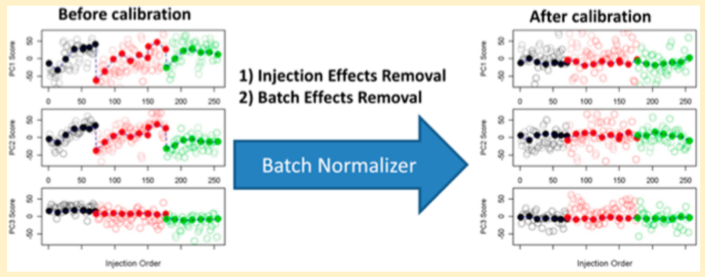 Before calibration
After calibration
PC1 Score
50
0
-50
0 50 100 150 200 250
PC1 Score
50
0
-50
0 50 100 150 200 250
1) Injection Effects Removal
2) Batch Effects Removal
Batch Normalizer
PC2 Score
50
0
-50
0 50 100 150 200 250
PC2 Score
50
0
-50
0 50 100 150 200 250
PC3 Score
50
0
-50
0 50 100 150 200 250
Injection Order
PC3 Score
50
0
-50
0 50 100 150 200 250
Injection Order